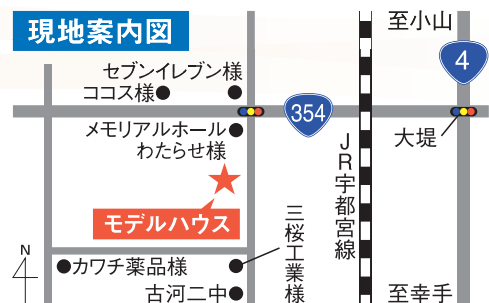 現地案内図
至小山
4
セブンイレブン様
ココス様
354
メモリアルホール
わたらせ様
大堤
JR宇都宮線
モデルハウス
三桜工業様
N
カワチ薬品様
古河二中
至幸手